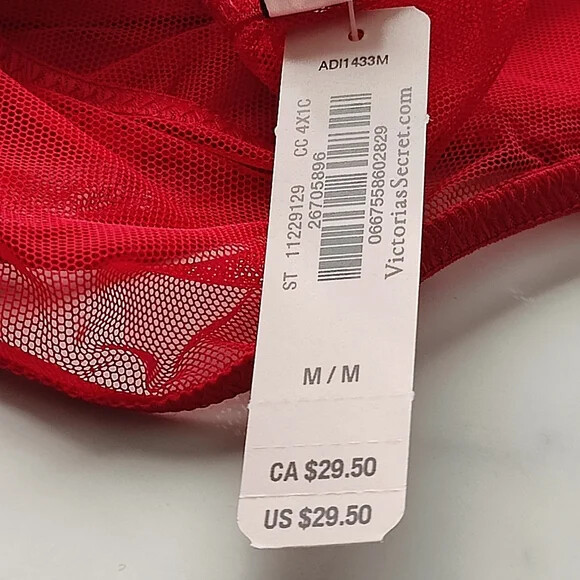 ADI1433M
ST 11229129 CC 4X1C
26705896
0667558602829
VictoriasSecret.com
M / M
CA $29.50
US $29.50